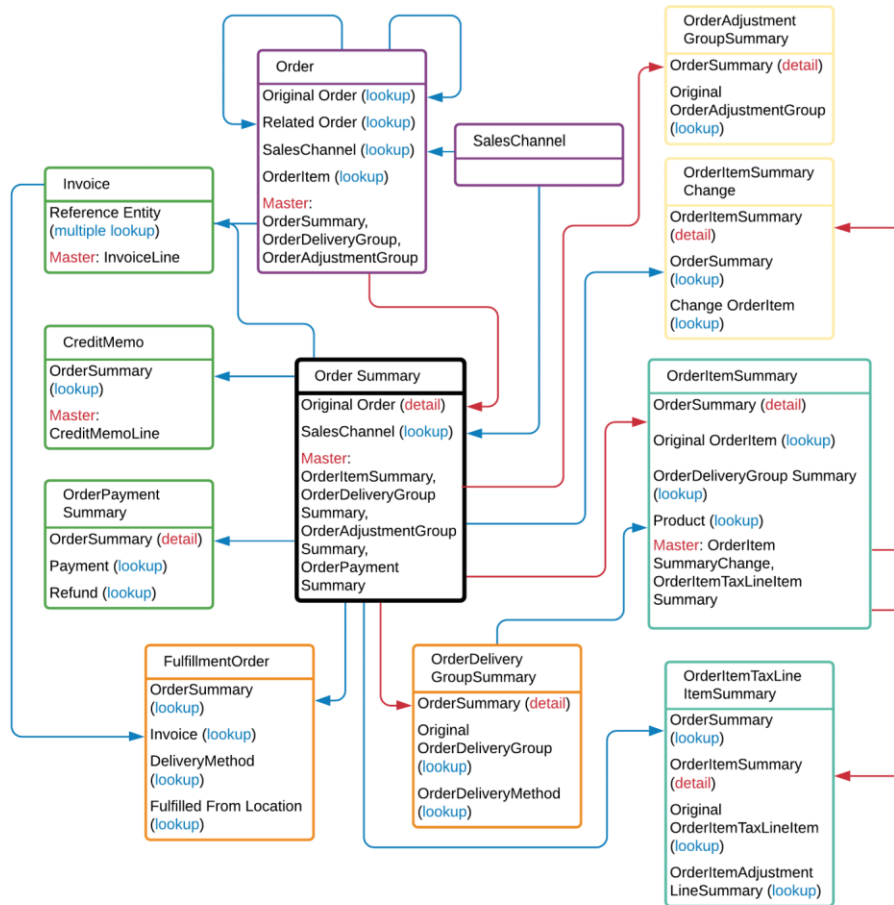 Order
Original Order (lookup)
Related Order (lookup)
SalesChannel (lookup)
OrderItem (lookup)
Master:
OrderSummary,
OrderDeliveryGroup,
OrderAdjustmentGroup
SalesChannel
OrderAdjustment
GroupSummary
OrderSummary (detail)
Original
OrderAdjustmentGroup
(lookup)
Invoice
Reference Entity
(multiple lookup)
Master: InvoiceLine
OrderItemSummary
Change
OrderItemSummary
(detail)
OrderSummary
(lookup)
Change OrderItem
(lookup)
CreditMemo
OrderSummary
(lookup)
Master:
CreditMemoLine
Order Summary
Original Order (detail)
SalesChannel (lookup)
Master:
OrderItemSummary,
OrderDeliveryGroup
Summary,
OrderAdjustmentGroup
Summary,
OrderPayment
Summary
OrderItemSummary
OrderSummary (detail)
Original OrderItem (lookup)
OrderDeliveryGroup Summary
(lookup)
Product (lookup)
Master: OrderItem
SummaryChange,
OrderItemTaxLineItem
Summary
OrderPayment
Summary
OrderSummary (detail)
Payment (lookup)
Refund (lookup)
FulfillmentOrder
OrderSummary
(lookup)
Invoice (lookup)
DeliveryMethod
(lookup)
Fulfilled From Location
(lookup)
OrderDelivery
GroupSummary
OrderSummary (detail)
Original
OrderDeliveryGroup
(lookup)
OrderDeliveryMethod
(lookup)
OrderItemTaxLine
ItemSummary
OrderSummary
(lookup)
OrderItemSummary
(detail)
Original
OrderItemTaxLineItem
(lookup)
OrderItemAdjustment
LineSummary (lookup)